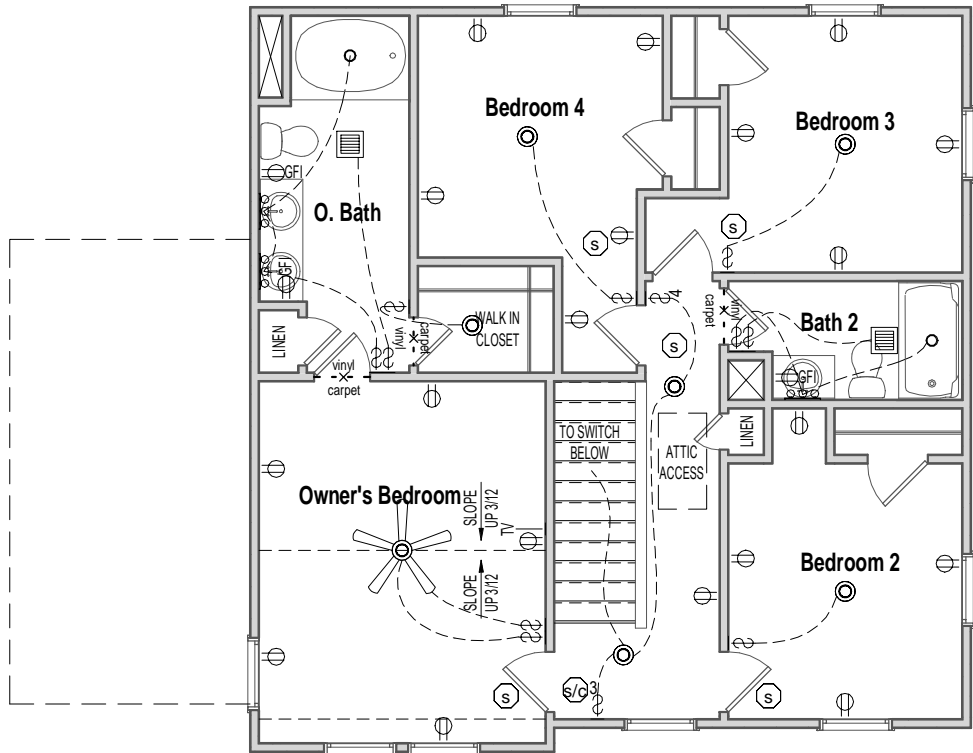 Bedroom 4
Bedroom 3
GFI
O. Bath
S
S
GFI
4
vinyl
carpet
Bath 2
LINEN
vinyl
carpet
WALK IN
CLOSET
S
vinyl
carpet
GFI
TO SWITCH
BELOW
ATTIC
ACCESS
LINEN
Owner's Bedroom
SLOPE
UP 3/12
TV
SLOPE
UP 3/12
Bedroom 2
S
s/c
3
S